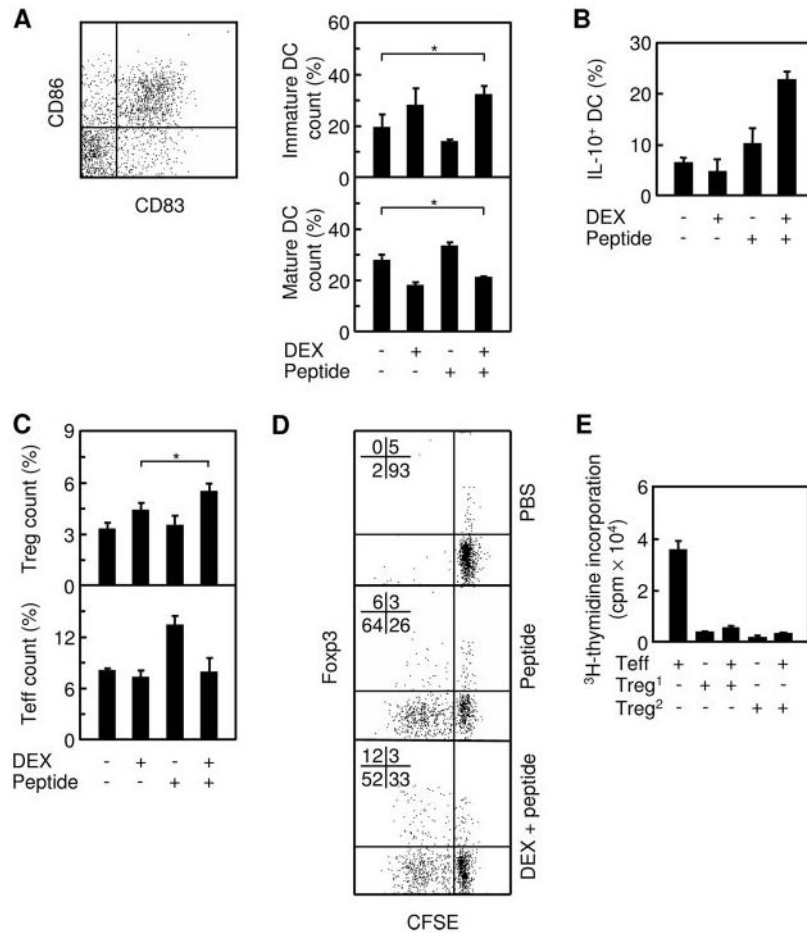 A
CD86
CD83
Immature DC
count (%)
60
40
20
0
*
Mature DC
count (%)
40
20
0
*
DEX - + - +
Peptide - - + +
B
IL-10+ DC (%)
30
20
10
0
DEX - + - +
Peptide - - + +
C
Treg count (%)
9
6
3
0
*
Teff count (%)
12
6
0
DEX - + - +
Peptide - - + +
D
Foxp3
0 5
2 93
PBS
6 3
64 26
Peptide
12 3
52 33
DEX + peptide
CFSE
E
³H-thymidine incorporation
(cpm × 10⁴)
6
4
2
0
Teff + - + - +
Treg¹ - + + - -
Treg² - - - + +